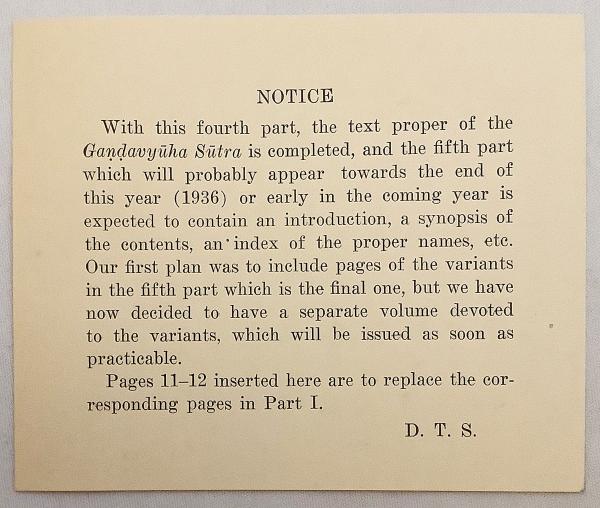 NOTICE
With this fourth part, the text proper of the
Gaṇḍavyūha Sūtra is completed, and the fifth part
which will probably appear towards the end of
this year (1936) or early in the coming year is
expected to contain an introduction, a synopsis of
the contents, an index of the proper names, etc.
Our first plan was to include pages of the variants
in the fifth part which is the final one, but we have
now decided to have a separate volume devoted
to the variants, which will be issued as soon as
practicable.
Pages 11–12 inserted here are to replace the cor-
responding pages in Part I.
D. T. S.